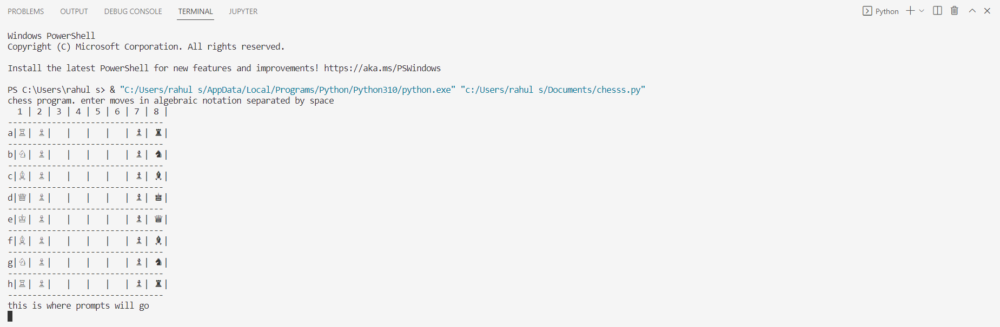 PROBLEMS OUTPUT DEBUG CONSOLE TERMINAL JUPYTER Python
Windows PowerShell
Copyright (C) Microsoft Corporation. All rights reserved.
Install the latest PowerShell for new features and improvements! https://aka.ms/PSWindows
PS C:\Users\rahul s> & "C:/Users/rahul s/AppData/Local/Programs/Python/Python310/python.exe" "c:/Users/rahul s/Documents/chesss.py"
chess program. enter moves in algebraic notation separated by space
  1 | 2 | 3 | 4 | 5 | 6 | 7 | 8 |
--------------------------------
a|♖| ♙|   |   |   |   | ♟| ♜|
--------------------------------
b|♘| ♙|   |   |   |   | ♟| ♞|
--------------------------------
c|♗| ♙|   |   |   |   | ♟| ♝|
--------------------------------
d|♕| ♙|   |   |   |   | ♟| ♚|
--------------------------------
e|♔| ♙|   |   |   |   | ♟| ♛|
--------------------------------
f|♗| ♙|   |   |   |   | ♟| ♝|
--------------------------------
g|♘| ♙|   |   |   |   | ♟| ♞|
--------------------------------
h|♖| ♙|   |   |   |   | ♟| ♜|
--------------------------------
this is where prompts will go